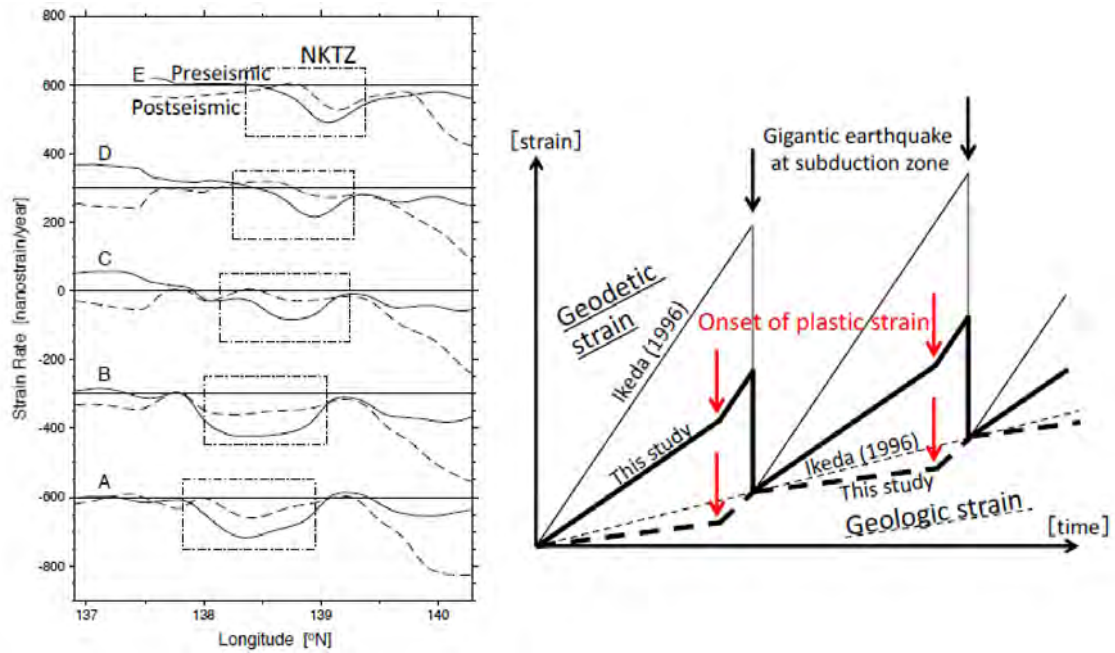 800
600
400
200
0
-200
-400
-600
-800
Strain Rate [nanostrain/year]
137
138
139
140
Longitude [°N]
NKTZ
E
Preseismic
Postseismic
D
C
B
A
[strain]
Gigantic earthquake
at subduction zone
Geodetic
strain
Ikeda (1996)
Onset of plastic strain
This study
Ikeda (1996)
This study
Geologic strain
[time]